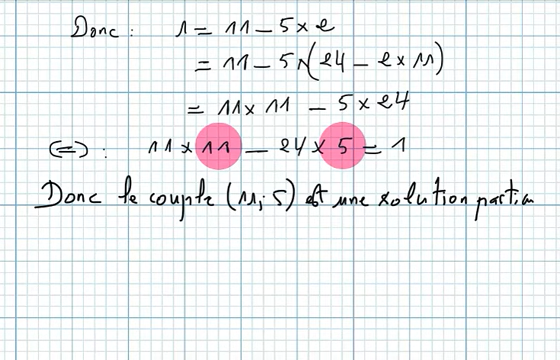 Donc : 1 = 11 - 5 × 2
= 11 - 5 × (24 - 2 × 11)
= 11 × 11 - 5 × 24
(=) : 11 × 11 - 24 × 5 = 1
Donc le couple (11; 5) est une solution partic